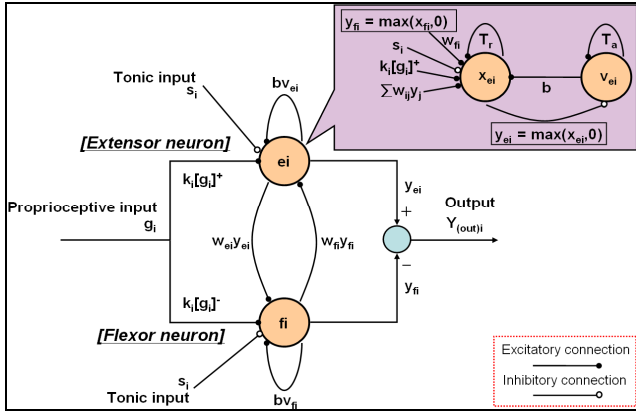 y_fi = max(x_fi,0)
w_fi
s_i
k_i[g_i]⁺
∑w_ij y_j
T_r
x_ei
b
T_a
v_ei
y_ei = max(x_ei,0)
Tonic input
s_i
bv_ei
[Extensor neuron]
ei
k_i[g_i]⁺
y_ei
Proprioceptive input
g_i
w_ei y_ei
w_fi y_fi
+
−
Output
Y_(out)i
y_fi
k_i[g_i]⁻
[Flexor neuron]
fi
s_i
Tonic input
bv_fi
Excitatory connection
Inhibitory connection